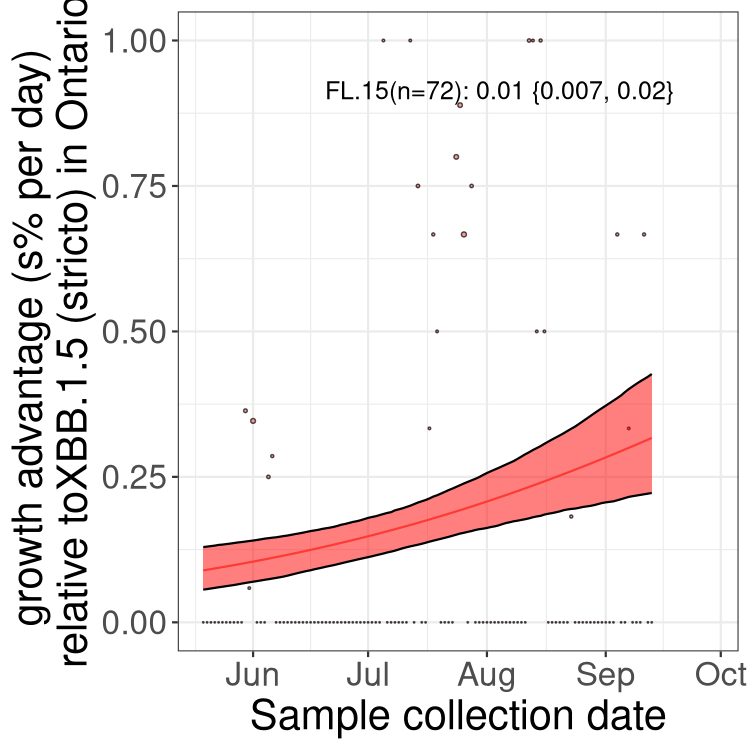 growth advantage (s% per day)
relative toXBB.1.5 (stricto) in Ontario
1.00
0.75
0.50
0.25
0.00
FL.15(n=72): 0.01 {0.007, 0.02}
Jun Jul Aug Sep Oct
Sample collection date